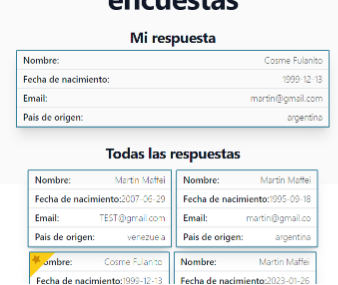 encuestas
Mi respuesta
Nombre: Cosme Fulanito
Fecha de nacimiento: 1999-12-13
Email: martin@gmail.com
Pais de origen: argentina
Todas las respuestas
Nombre: Martin Maffei
Fecha de nacimiento:2007-06-29
Email: TEST@gmail.com
Pais de origen: venezuela
Nombre: Martin Maffei
Fecha de nacimiento:1995-09-18
Email: martin@gmail.co
Pais de origen: argentina
ombre: Cosme Fulanito
Fecha de nacimiento:1999-12-13
Nombre: Martin Maffei
Fecha de nacimiento:2023-01-26